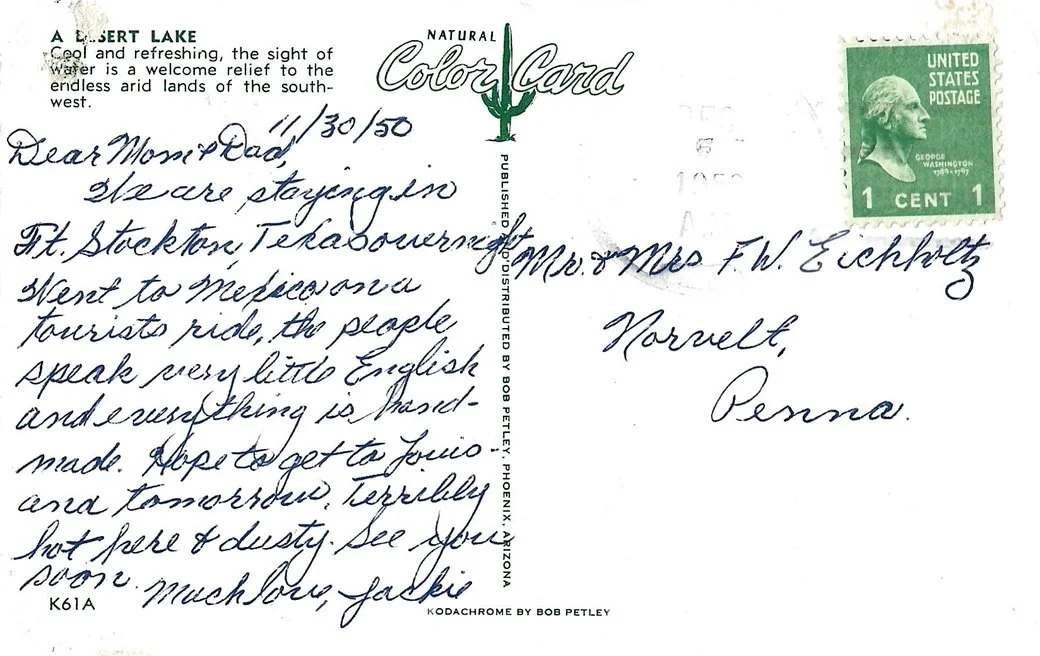 A DESERT LAKE
Cool and refreshing, the sight of
water is a welcome relief to the
endless arid lands of the south-
west.
NATURAL
Color Card
UNITED
STATES
POSTAGE
GEORGE
WASHINGTON
1789-1797
1 CENT 1
11/30/50
Dear Mom & Dad,
We are staying in
Ft. Stockton, Texas overnight
Went to Mexico on a
tourists ride, the people
speak very little English
and everything is hand-
made. Hope to get to Louis-
and tomorrow. Terribly
hot here & dusty. See you
soon.
Much love, Jackie
K61A
PUBLISHED & DISTRIBUTED BY BOB PETLEY, PHOENIX, ARIZONA
KODACHROME BY BOB PETLEY
Mr. & Mrs F.W. Eichholtz
Norvelt,
Penna.